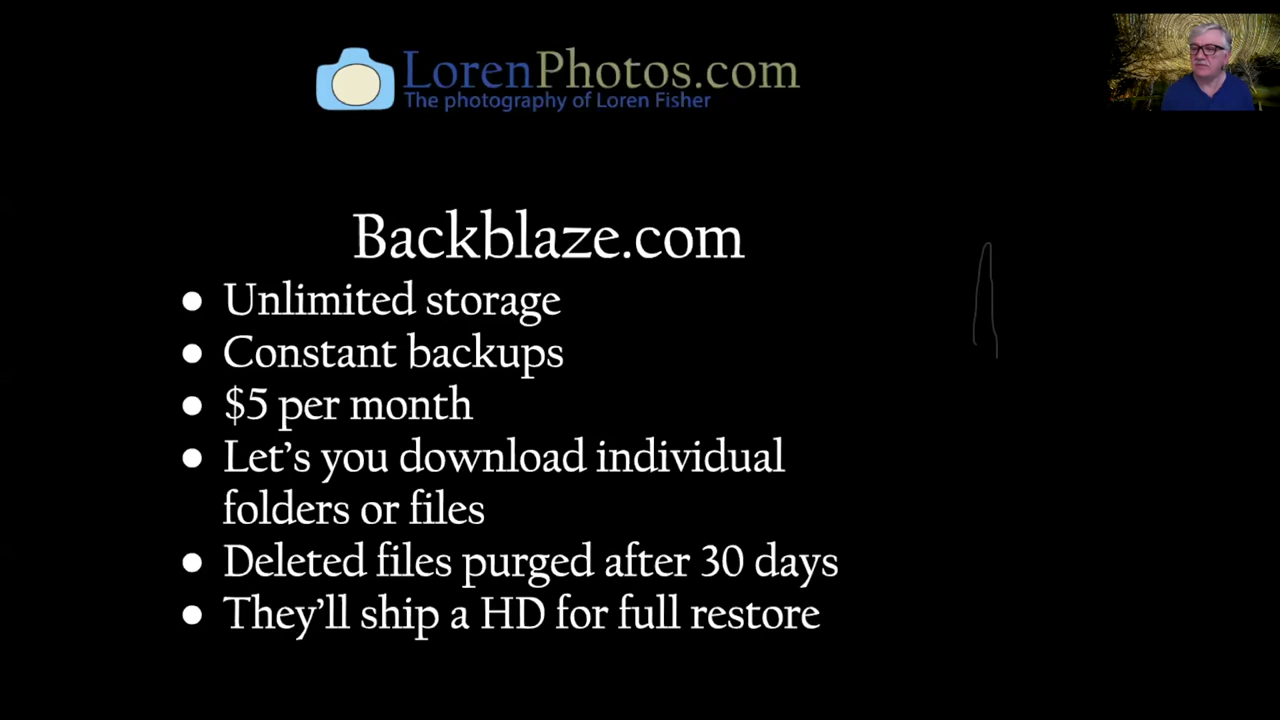 LorenPhotos.com
The photography of Loren Fisher
Backblaze.com
● Unlimited storage
● Constant backups
● $5 per month
● Let's you download individual
folders or files
● Deleted files purged after 30 days
● They'll ship a HD for full restore